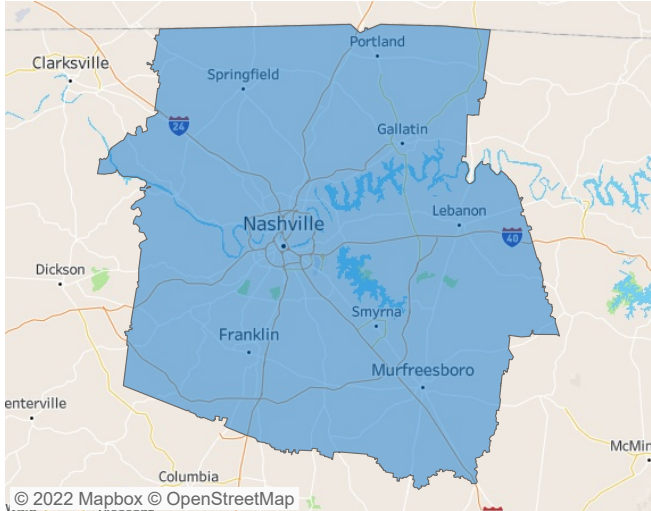 Portland
Clarksville
Springfield
24
Gallatin
Lebanon
Nashville
40
Dickson
Smyrna
Franklin
Murfreesboro
enterville
McMin
Columbia
© 2022 Mapbox © OpenStreetMap